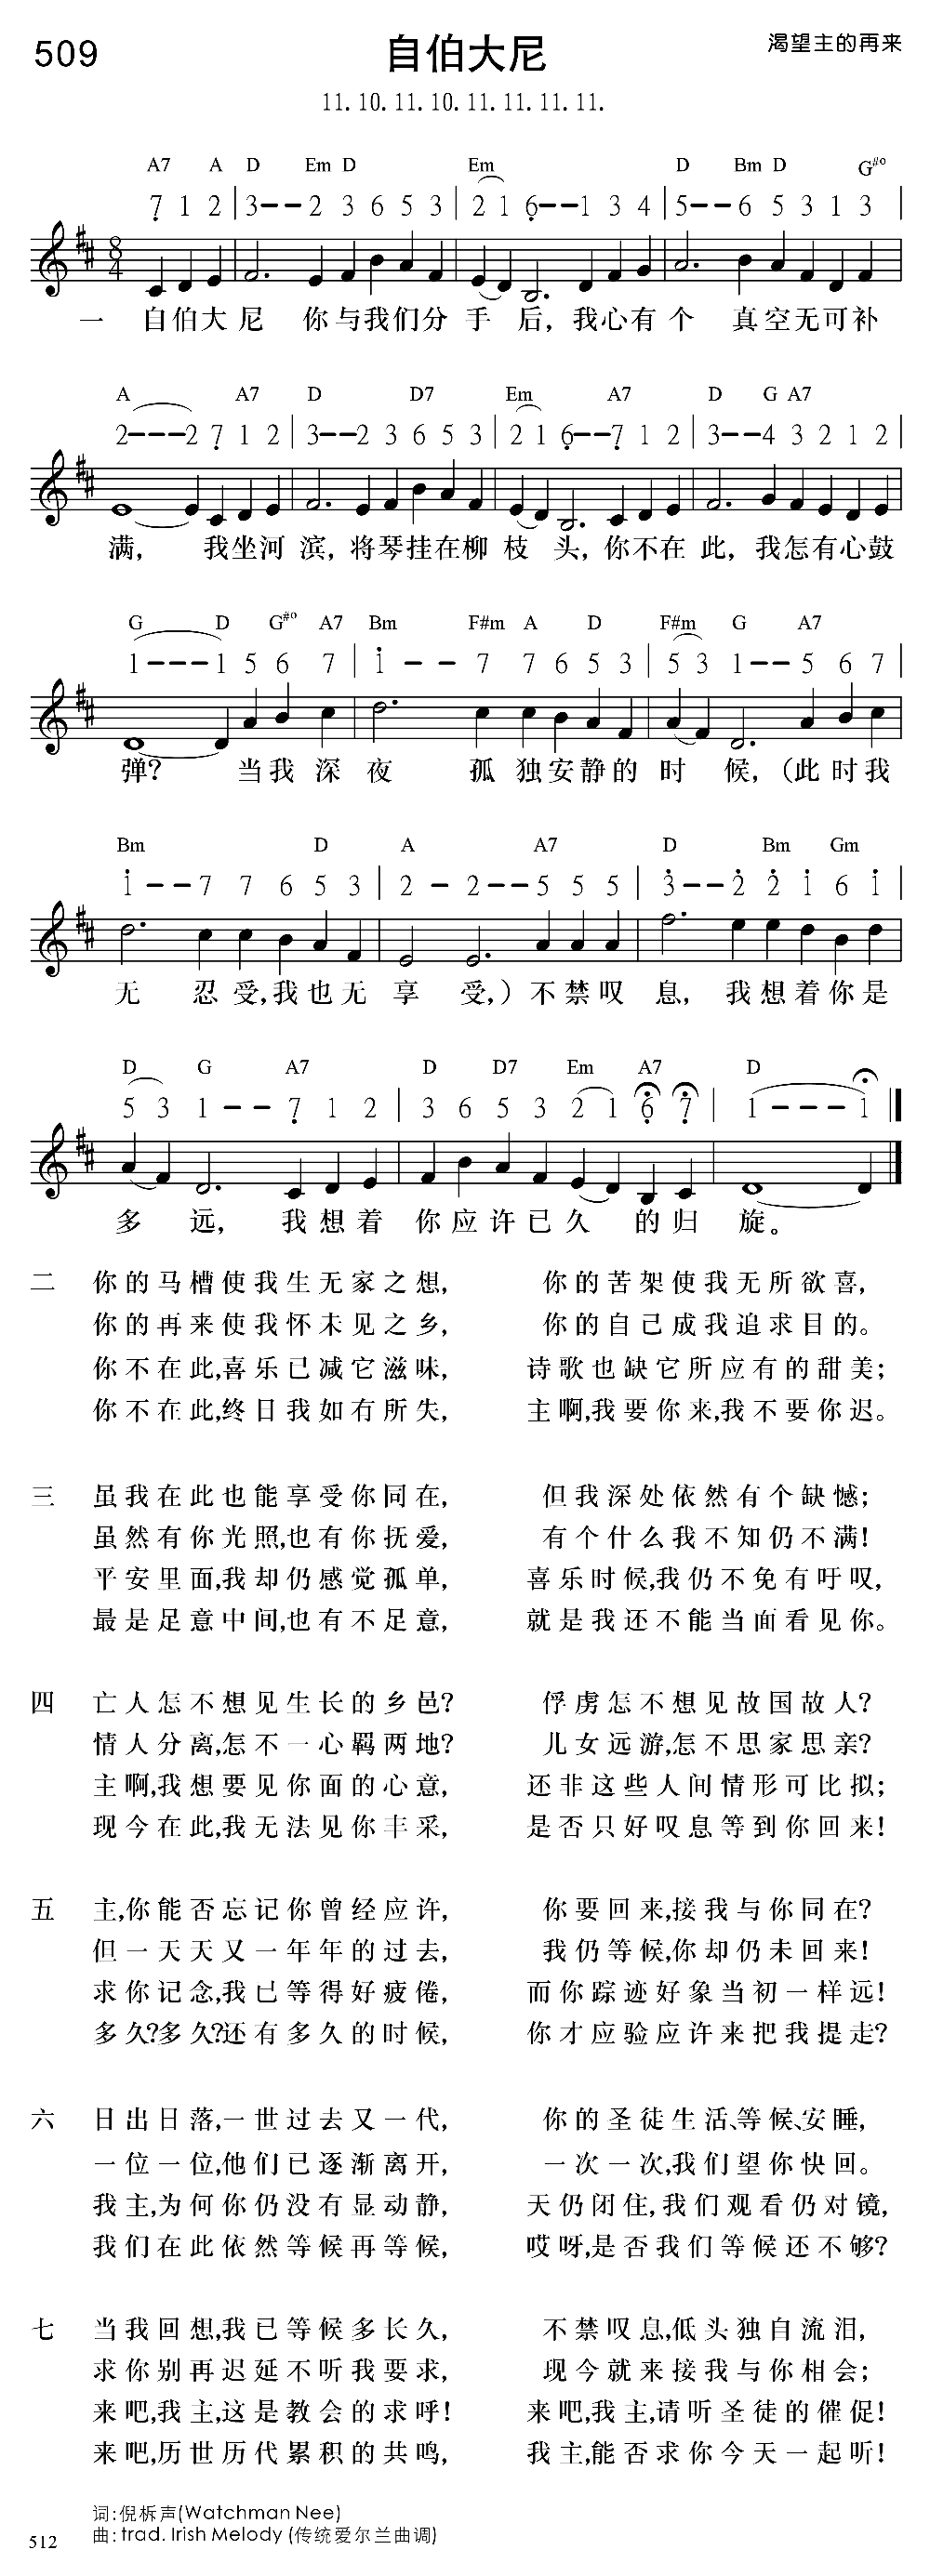 509
自伯大尼
渴望主的再来
11. 10. 11. 10. 11. 11. 11. 11.
A7 A D Em D Em D Bm D G#o
7 1 2 | 3-- 2 3 6 5 3 | 2 1 6--1 3 4 | 5-- 6 5 3 1 3 |
8
4
一 自伯大尼 你与我们分手 后，我心有个 真空无可补
A A7 D D7 Em A7 D G A7
2---2 7 1 2 | 3--2 3 6 5 3 | 2 1 6--7 1 2 | 3--4 3 2 1 2 |
满， 我坐河滨，将琴挂在柳枝 头，你不在此，我怎有心鼓
G D G#o A7 Bm F#m A D F#m G A7
1---1 5 6 7 | 1 - - 7 7 6 5 3 | 5 3 1-- 5 6 7 |
弹？ 当我深夜 孤独安静的时 候，（此时我
Bm D A A7 D Bm Gm
1 -- 7 7 6 5 3 | 2 - 2 -- 5 5 5 | 3 -- 2 2 1 6 1 |
无 忍受，我也无享 受，）不禁叹息，我想着你是
D G A7 D D7 Em A7 D
5 3 1 - - 7 1 2 | 3 6 5 3 2 1 6 7 | 1 - - - 1
多 远， 我想着 你应许已久 的归 旋。
二 你的马槽使我生无家之想， 你的苦架使我无所欲喜，
你的再来使我怀未见之乡， 你的自己成我追求目的。
你不在此，喜乐已减它滋味， 诗歌也缺它所应有的甜美；
你不在此，终日我如有所失， 主啊，我要你来，我不要你迟。
三 虽我在此也能享受你同在， 但我深处依然有个缺憾；
虽然有你光照，也有你抚爱， 有个什么我不知仍不满！
平安里面，我却仍感觉孤单， 喜乐时候，我仍不免有吁叹，
最是足意中间，也有不足意， 就是我还不能当面看见你。
四 亡人怎不想见生长的乡邑？ 俘虏怎不想见故国故人？
情人分离，怎不一心羁两地？ 儿女远游，怎不思家思亲？
主啊，我想要见你面的心意， 还非这些人间情形可比拟；
现今在此，我无法见你丰采， 是否只好叹息等到你回来！
五 主，你能否忘记你曾经应许， 你要回来，接我与你同在？
但一天天又一年年的过去， 我仍等候，你却仍未回来！
求你记念，我已等得好疲倦， 而你踪迹好象当初一样远！
多久？多久？还有多久的时候， 你才应验应许来把我提走？
六 日出日落，一世过去又一代， 你的圣徒生活、等候、安睡，
一位一位，他们已逐渐离开， 一次一次，我们望你快回。
我主，为何你仍没有显动静， 天仍闭住，我们观看仍对镜，
我们在此依然等候再等候， 哎呀，是否我们等候还不够？
七 当我回想，我已等候多长久， 不禁叹息，低头独自流泪，
求你别再迟延不听我要求， 现今就来接我与你相会；
来吧，我主，这是教会的求呼！ 来吧，我主，请听圣徒的催促！
来吧，历世历代累积的共鸣， 我主，能否求你今天一起听！
词：倪柝声(Watchman Nee)
曲：trad. Irish Melody (传统爱尔兰曲调)
512